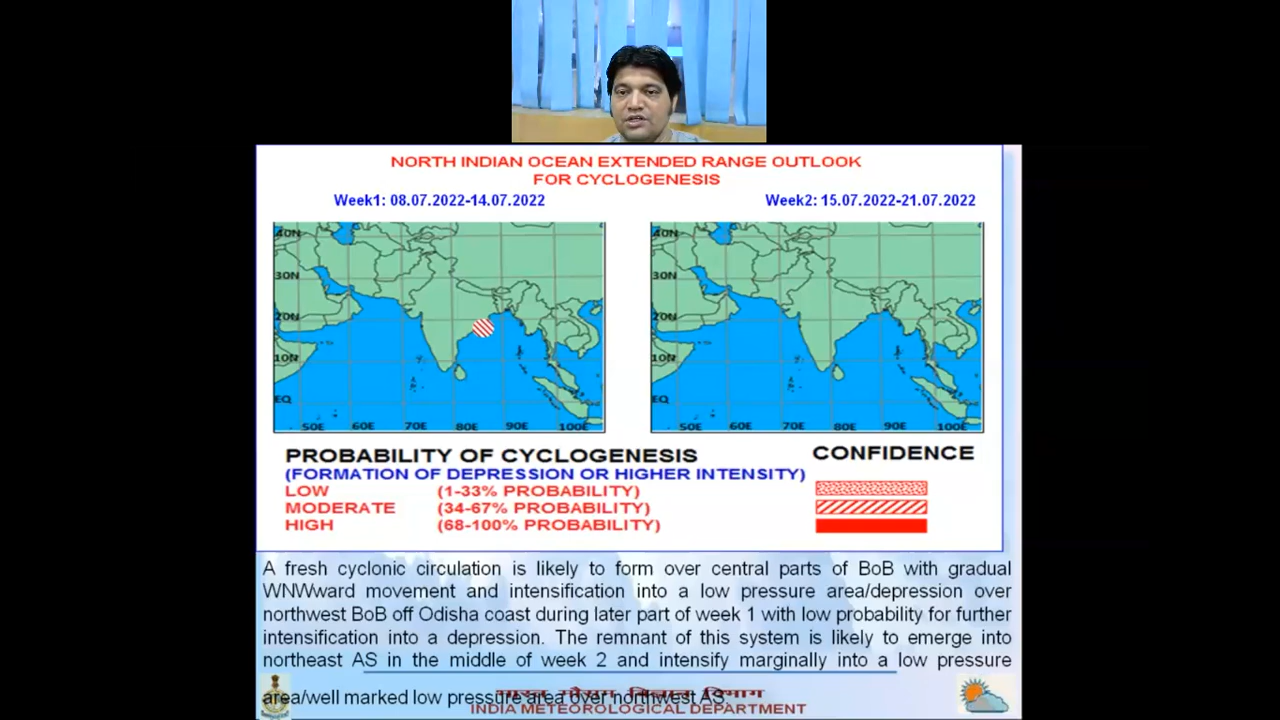 NORTH INDIAN OCEAN EXTENDED RANGE OUTLOOK
FOR CYCLOGENESIS
Week1: 08.07.2022-14.07.2022
Week2: 15.07.2022-21.07.2022
40N
30N
20N
10N
EQ
50E 60E 70E 80E 90E 100E
40N
30N
20N
10N
EQ
50E 60E 70E 80E 90E 100E
PROBABILITY OF CYCLOGENESIS
CONFIDENCE
(FORMATION OF DEPRESSION OR HIGHER INTENSITY)
LOW (1-33% PROBABILITY)
MODERATE (34-67% PROBABILITY)
HIGH (68-100% PROBABILITY)
A fresh cyclonic circulation is likely to form over central parts of BoB with gradual
WNWward movement and intensification into a low pressure area/depression over
northwest BoB off Odisha coast during later part of week 1 with low probability for further
intensification into a depression. The remnant of this system is likely to emerge into
northeast AS in the middle of week 2 and intensify marginally into a low pressure
area/well marked low pressure area over northwest AS
भारत मौसम विज्ञान विभाग
INDIA METEOROLOGICAL DEPARTMENT